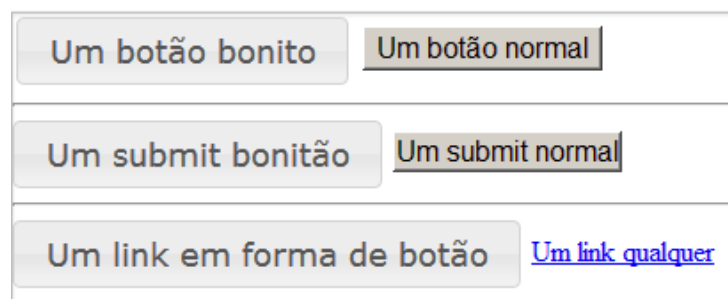 Um botão bonito Um botão normal
Um submit bonitão Um submit normal
Um link em forma de botão Um link qualquer